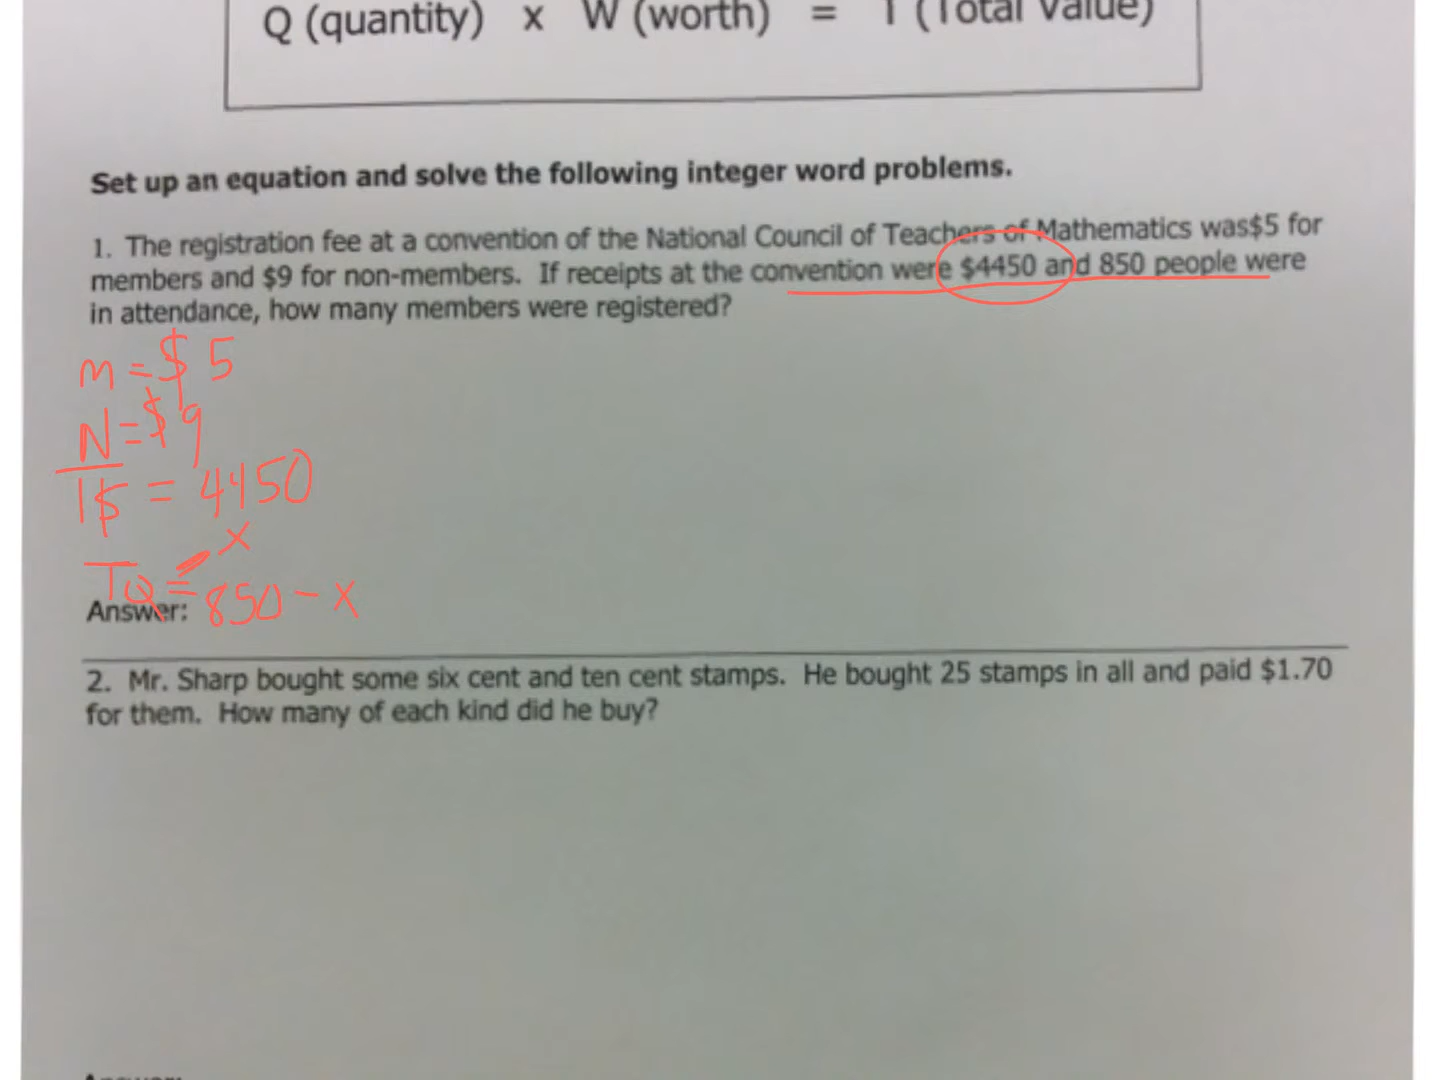 Q (quantity) x W (worth) = T (Total Value)
Set up an equation and solve the following integer word problems.
1. The registration fee at a convention of the National Council of Teachers of Mathematics was$5 for
members and $9 for non-members. If receipts at the convention were $4450 and 850 people were
in attendance, how many members were registered?
m = $5
N = $9
T$ = 4450
x
TQ = 850 - x
Answer:
2. Mr. Sharp bought some six cent and ten cent stamps. He bought 25 stamps in all and paid $1.70
for them. How many of each kind did he buy?